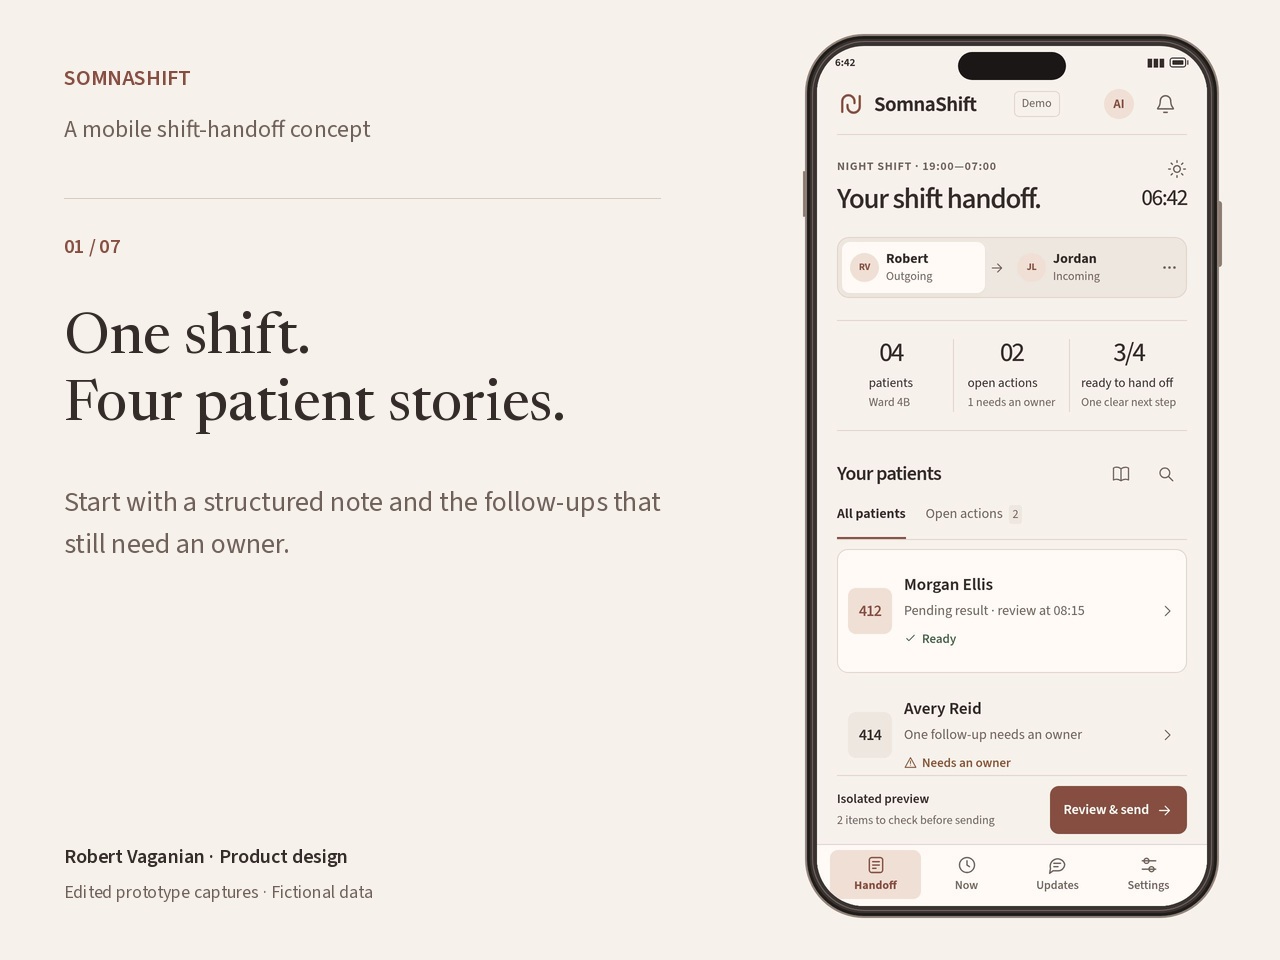 SOMNASHIFT
A mobile shift-handoff concept
01 / 07
One shift.
Four patient stories.
Start with a structured note and the follow-ups that
still need an owner.
Robert Vaganian · Product design
Edited prototype captures · Fictional data
6:42
SomnaShift
Demo
AI
NIGHT SHIFT · 19:00—07:00
Your shift handoff.
06:42
RV
Robert
Outgoing
JL
Jordan
Incoming
04
patients
Ward 4B
02
open actions
1 needs an owner
3/4
ready to hand off
One clear next step
Your patients
All patients
Open actions 2
412
Morgan Ellis
Pending result · review at 08:15
Ready
414
Avery Reid
One follow-up needs an owner
Needs an owner
Isolated preview
2 items to check before sending
Review & send
Handoff
Now
Updates
Settings